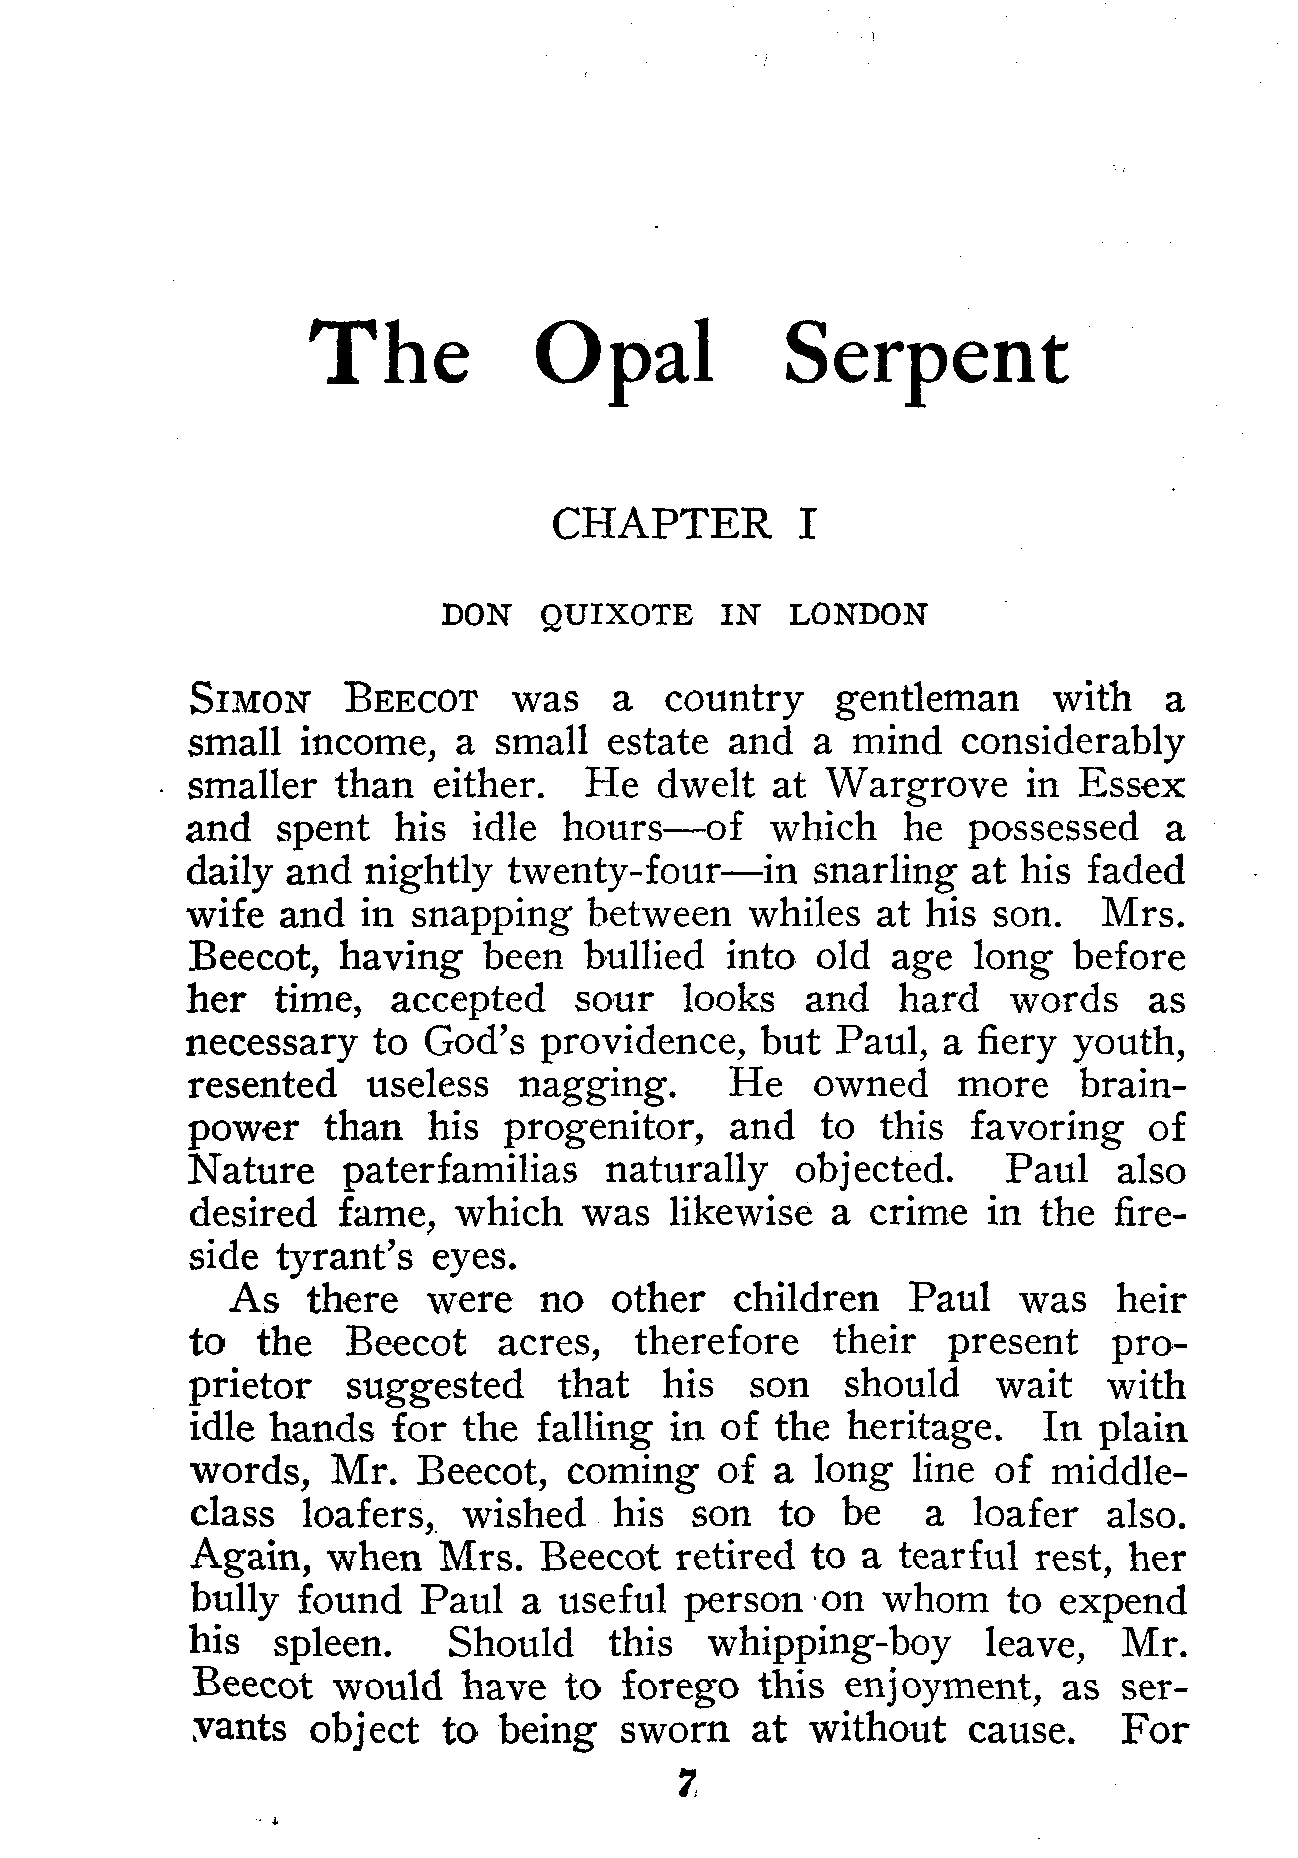 The Opal Serpent
CHAPTER I
DON QUIXOTE IN LONDON
SIMON BEECOT was a country gentleman with a
small income, a small estate and a mind considerably
smaller than either. He dwelt at Wargrove in Essex
and spent his idle hours—of which he possessed a
daily and nightly twenty-four—in snarling at his faded
wife and in snapping between whiles at his son. Mrs.
Beecot, having been bullied into old age long before
her time, accepted sour looks and hard words as
necessary to God's providence, but Paul, a fiery youth,
resented useless nagging. He owned more brain-
power than his progenitor, and to this favoring of
Nature paterfamilias naturally objected. Paul also
desired fame, which was likewise a crime in the fire-
side tyrant's eyes.
As there were no other children Paul was heir
to the Beecot acres, therefore their present pro-
prietor suggested that his son should wait with
idle hands for the falling in of the heritage. In plain
words, Mr. Beecot, coming of a long line of middle-
class loafers, wished his son to be a loafer also.
Again, when Mrs. Beecot retired to a tearful rest, her
bully found Paul a useful person on whom to expend
his spleen. Should this whipping-boy leave, Mr.
Beecot would have to forego this enjoyment, as ser-
vants object to being sworn at without cause. For
7